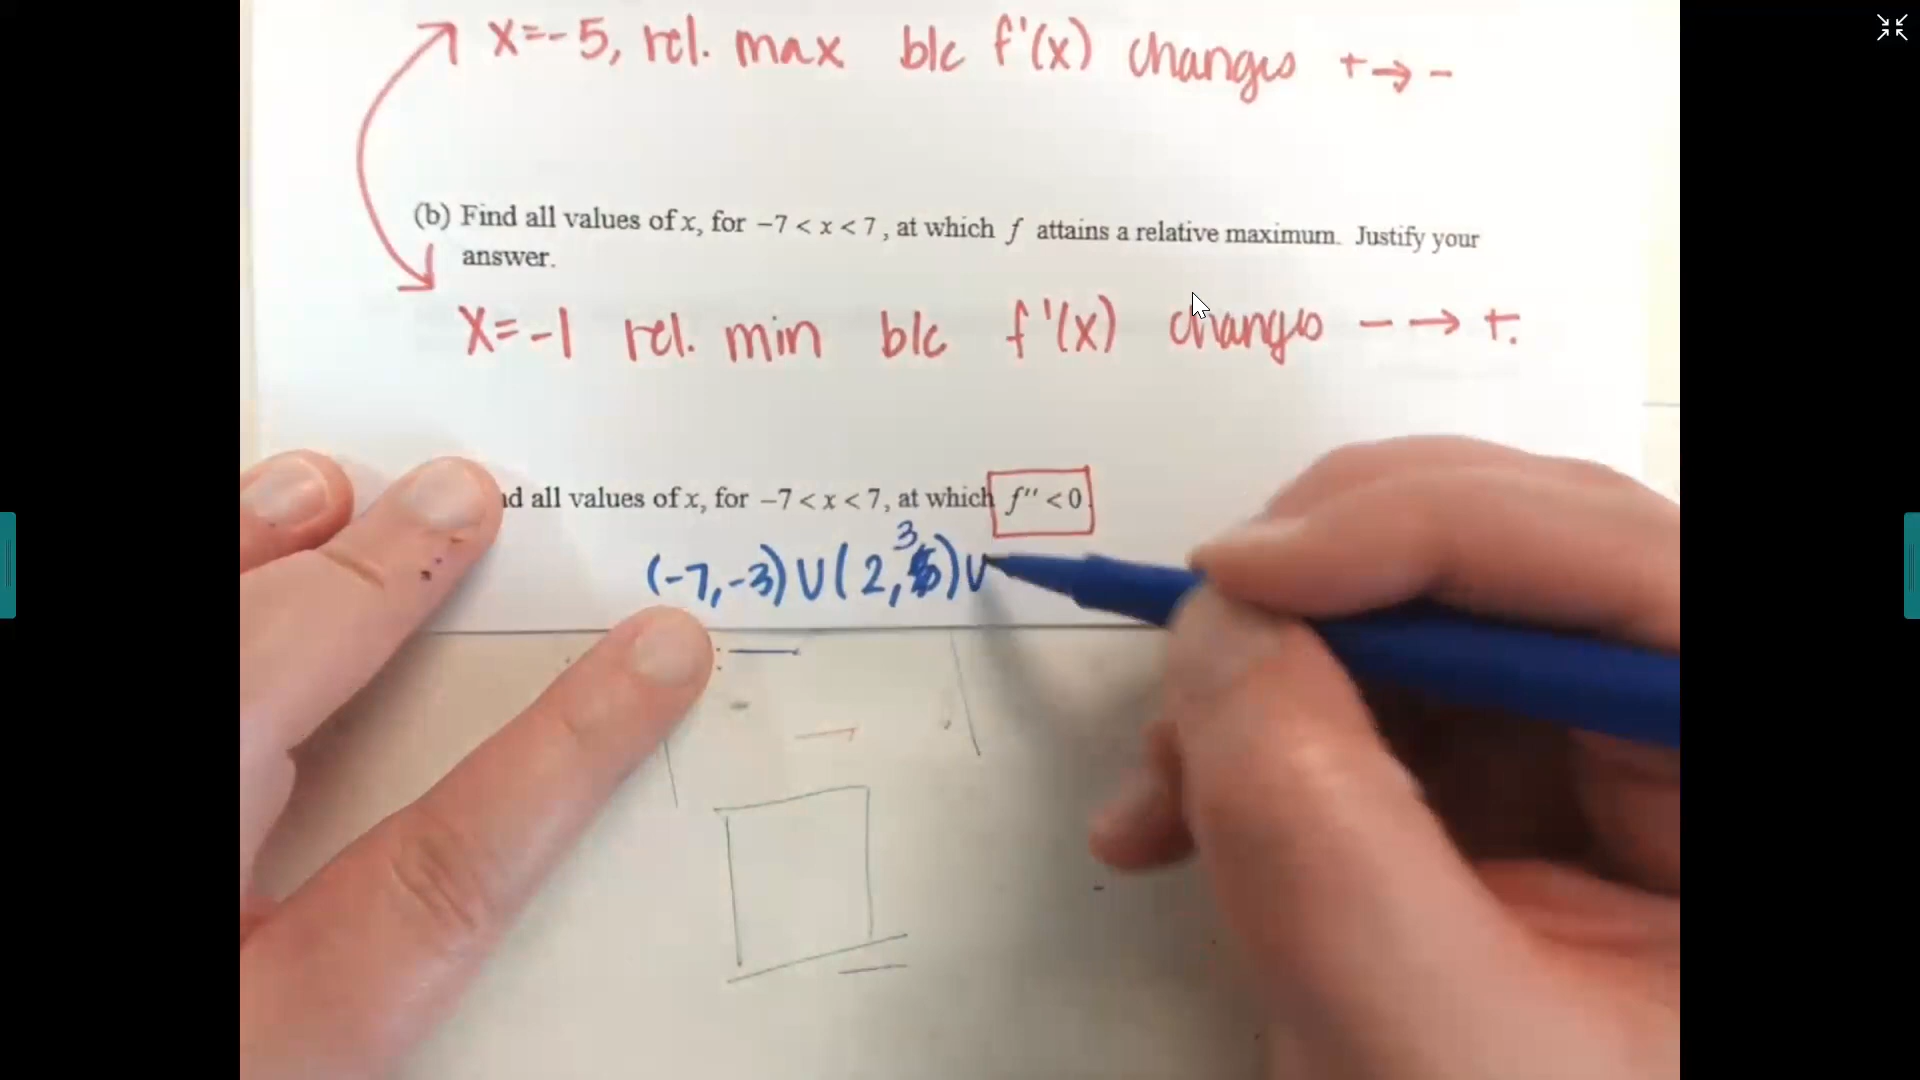 x=-5, rel. max b/c f'(x) changes + → -
(b) Find all values of x, for −7 < x < 7, at which f attains a relative maximum. Justify your
answer.
x=-1 rel. min b/c f'(x) changes - → +.
all values of x, for −7 < x < 7, at which f'' < 0
3
(-7,-3) U (2, ) U